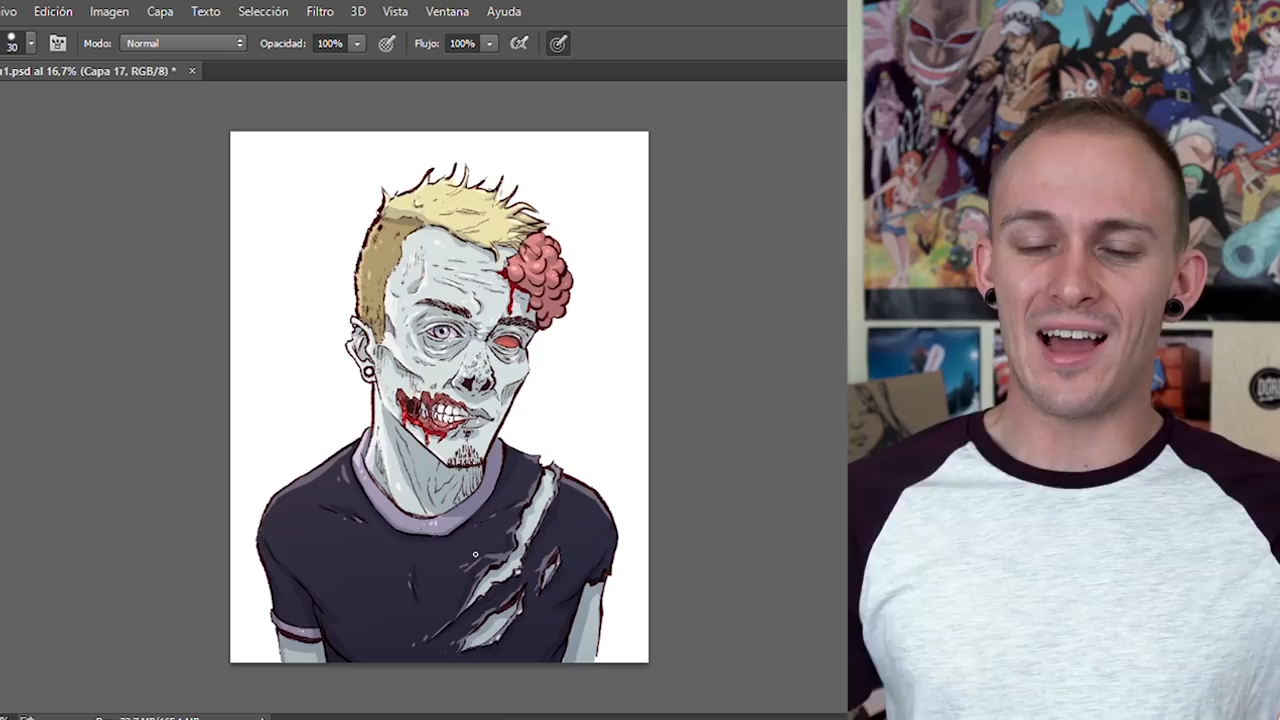 Edición Imagen Capa Texto Selección Filtro 3D Vista Ventana Ayuda
30 Modo: Normal Opacidad: 100% Flujo: 100%
1.psd al 16,7% (Capa 17, RGB/8) * ×